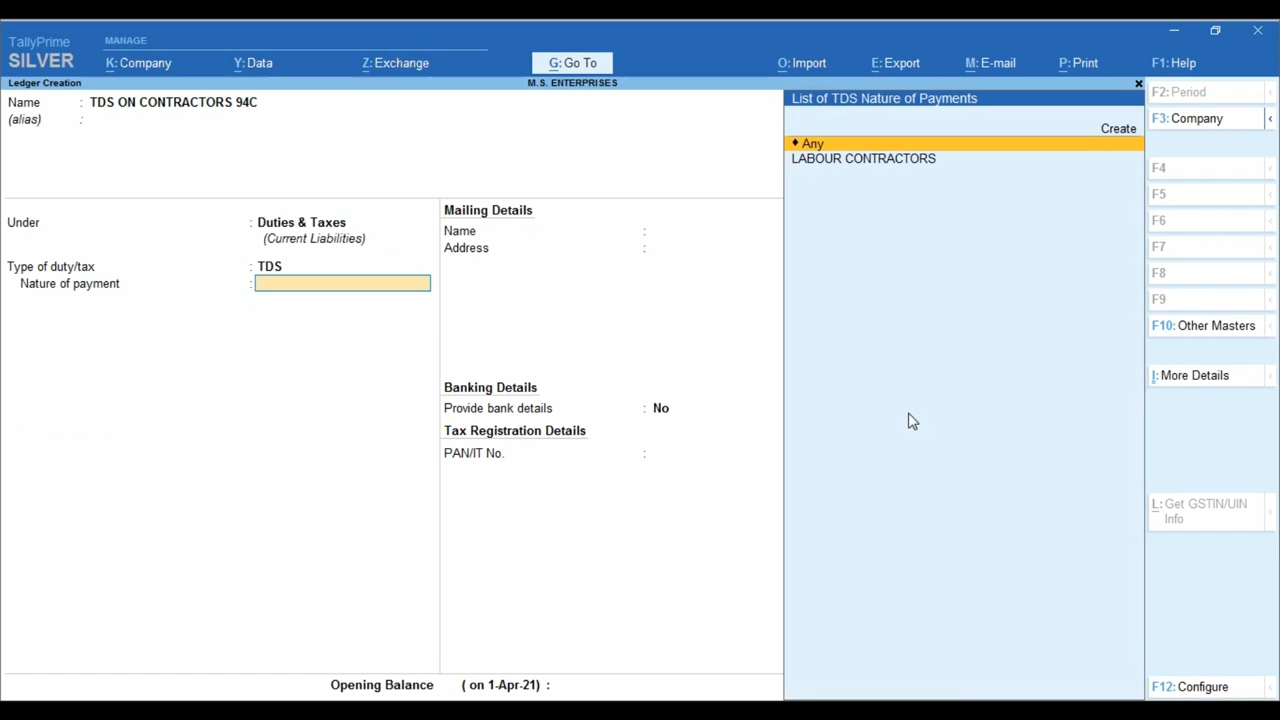 TallyPrime
SILVER
MANAGE
K: Company
Y: Data
Z: Exchange
G: Go To
O: Import
E: Export
M: E-mail
P: Print
F1: Help
Ledger Creation
M.S. ENTERPRISES
Name : TDS ON CONTRACTORS 94C
(alias) :
Under : Duties & Taxes
(Current Liabilities)
Type of duty/tax : TDS
Nature of payment :
Mailing Details
Name :
Address :
Banking Details
Provide bank details : No
Tax Registration Details
PAN/IT No. :
Opening Balance ( on 1-Apr-21) :
List of TDS Nature of Payments
Create
♦ Any
LABOUR CONTRACTORS
F2: Period
F3: Company
F4
F5
F6
F7
F8
F9
F10: Other Masters
I: More Details
L: Get GSTIN/UIN
Info
F12: Configure